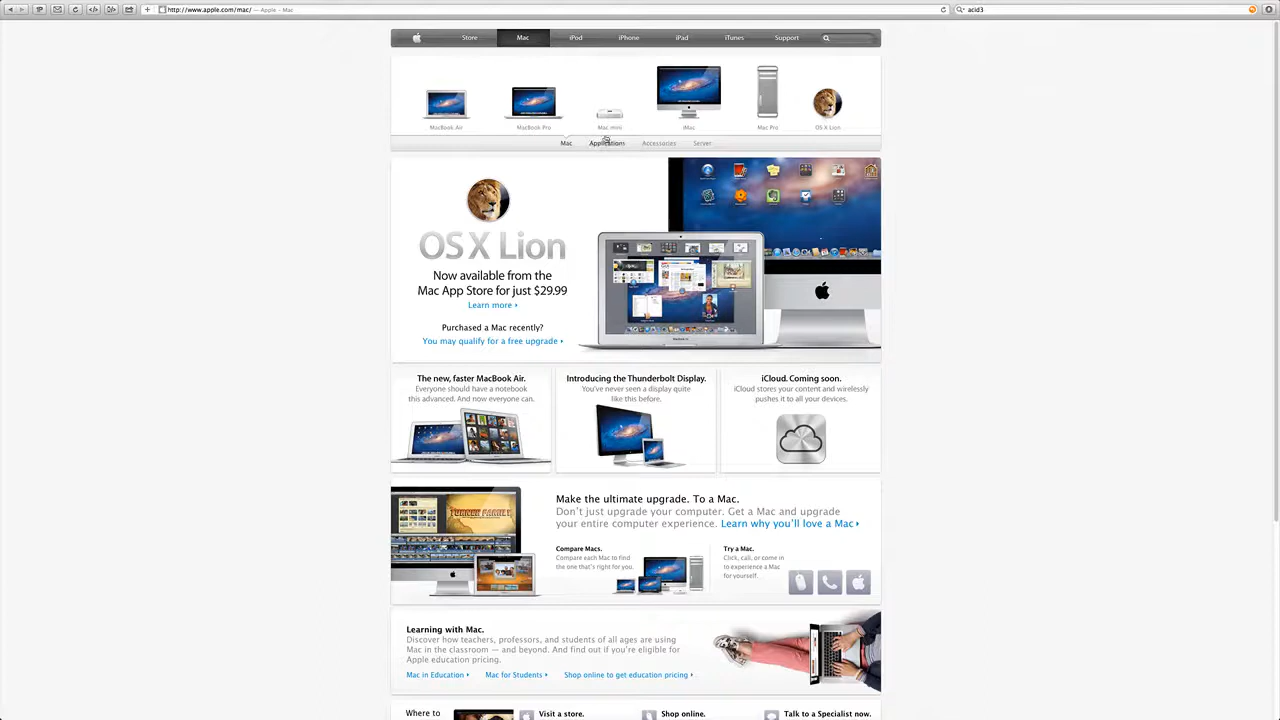 http://www.apple.com/mac/ — Apple - Mac
acid3
Store Mac iPod iPhone iPad iTunes Support
MacBook Air MacBook Pro Mac mini iMac Mac Pro OS X Lion
Mac Applications Accessories Server
OS X Lion
Now available from the
Mac App Store for just $29.99
Learn more
Purchased a Mac recently?
You may qualify for a free upgrade
MacBook Air
The new, faster MacBook Air.
Everyone should have a notebook
this advanced. And now everyone can.
Introducing the Thunderbolt Display.
You've never seen a display quite
like this before.
iCloud. Coming soon.
iCloud stores your content and wirelessly
pushes it to all your devices.
Make the ultimate upgrade. To a Mac.
Don't just upgrade your computer. Get a Mac and upgrade
your entire computer experience. Learn why you'll love a Mac
Compare Macs.
Compare each Mac to find
the one that's right for you.
Try a Mac.
Click, call, or come in
to experience a Mac
for yourself.
Learning with Mac.
Discover how teachers, professors, and students of all ages are using
Mac in the classroom — and beyond. And find out if you're eligible for
Apple education pricing.
Mac in Education Mac for Students Shop online to get education pricing
Where to
Visit a store.
Shop online.
Talk to a Specialist now.